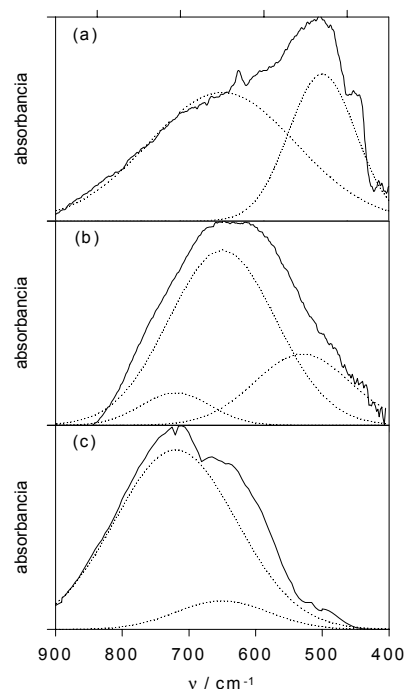 (a)
absorbancia
(b)
absorbancia
(c)
absorbancia
900 800 700 600 500 400
ν / cm⁻¹